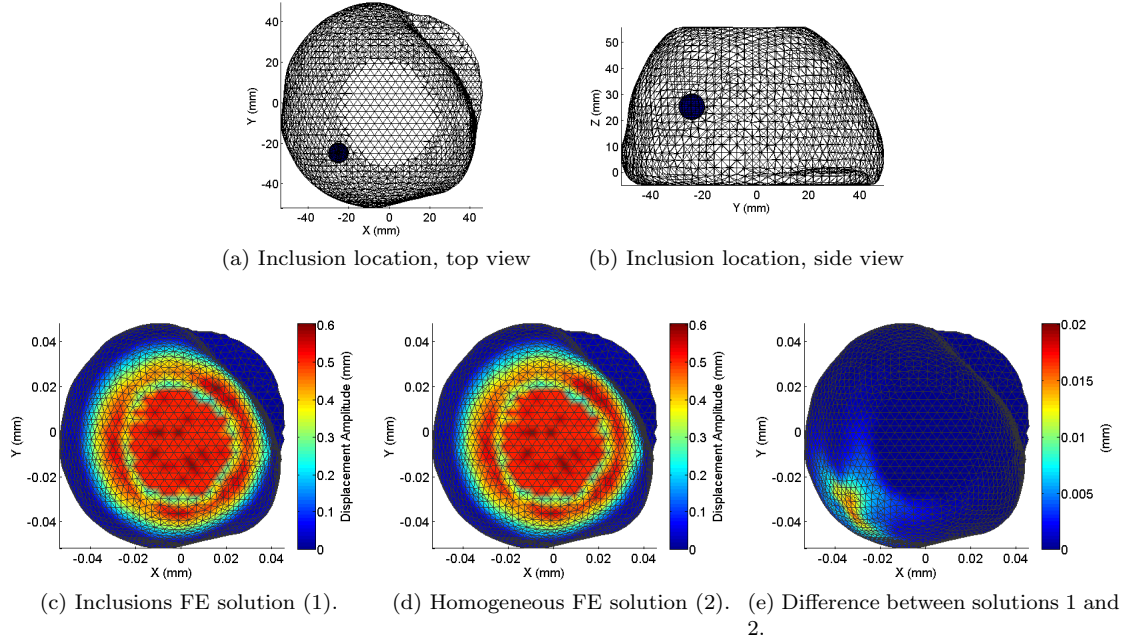 40
20
0
-20
-40
Y (mm)
-40 -20 0 20 40
X (mm)
50
40
30
20
10
0
Z (mm)
-40 -20 0 20 40
Y (mm)
(a) Inclusion location, top view
(b) Inclusion location, side view
0.04
0.02
0
-0.02
-0.04
Y (mm)
-0.04 -0.02 0 0.02 0.04
X (mm)
0.6
0.5
0.4
0.3
0.2
0.1
0
Displacement Amplitude (mm)
0.04
0.02
0
-0.02
-0.04
Y (mm)
-0.04 -0.02 0 0.02 0.04
X (mm)
0.6
0.5
0.4
0.3
0.2
0.1
0
Displacement Amplitude (mm)
0.04
0.02
0
-0.02
-0.04
Y (mm)
-0.04 -0.02 0 0.02 0.04
X (mm)
0.02
0.015
0.01
0.005
0
(mm)
(c) Inclusions FE solution (1).
(d) Homogeneous FE solution (2).
(e) Difference between solutions 1 and
2.